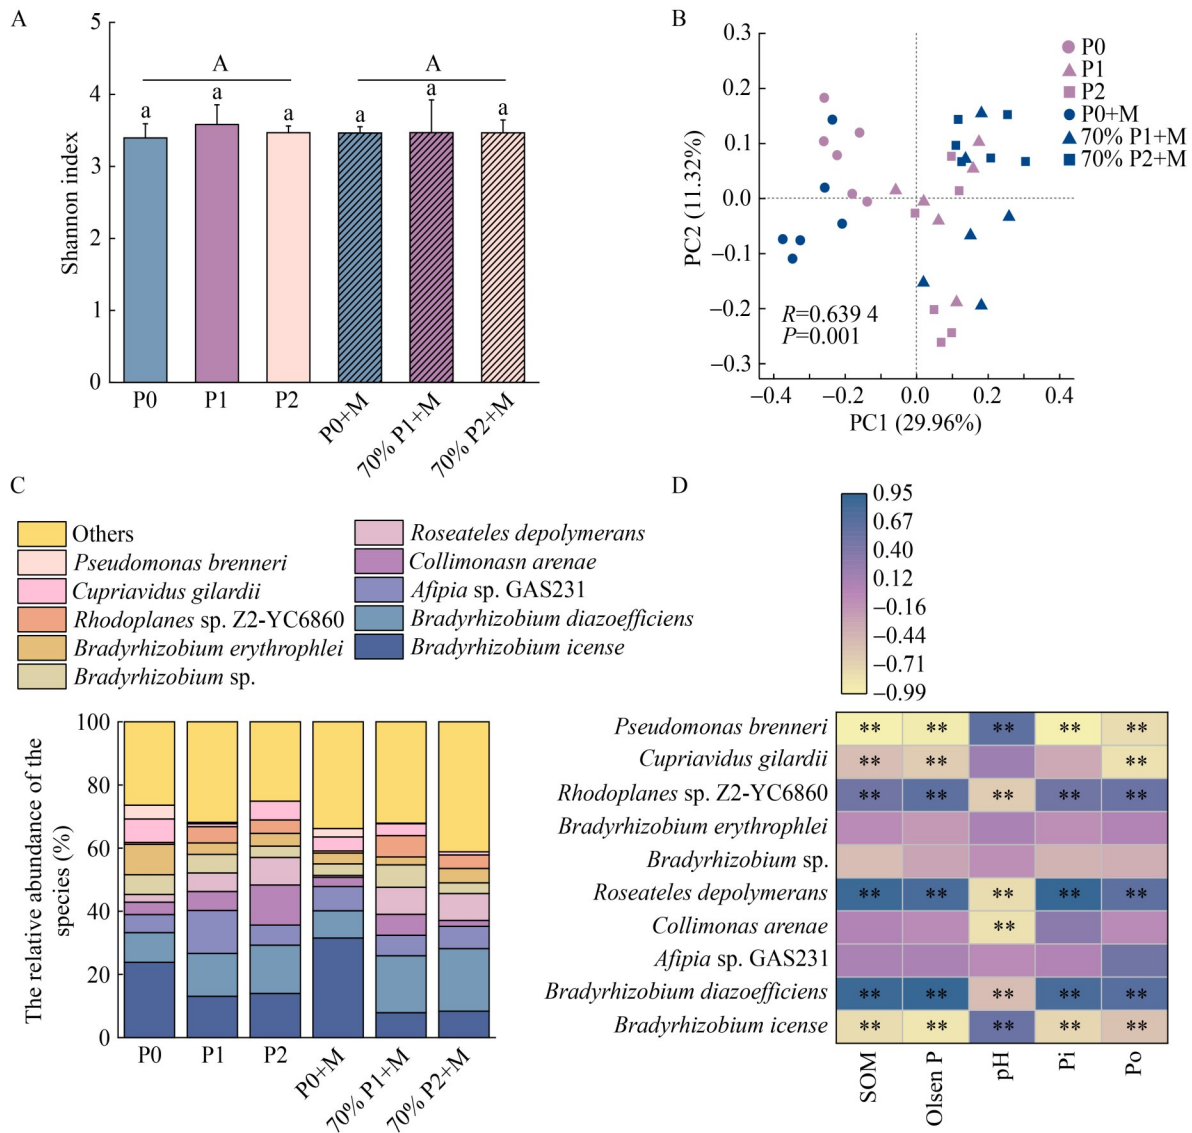 A
5
4
3
2
1
0
Shannon index
A
A
a
a
a
a
a
a
P0
P1
P2
P0+M
70% P1+M
70% P2+M
B
0.3
0.2
0.1
0.0
−0.1
−0.2
−0.3
PC2 (11.32%)
P0
P1
P2
P0+M
70% P1+M
70% P2+M
R=0.639 4
P=0.001
−0.4
−0.2
0.0
0.2
0.4
PC1 (29.96%)
C
Others
Pseudomonas brenneri
Cupriavidus gilardii
Rhodoplanes sp. Z2-YC6860
Bradyrhizobium erythrophlei
Bradyrhizobium sp.
Roseateles depolymerans
Collimonasn arenae
Afipia sp. GAS231
Bradyrhizobium diazoefficiens
Bradyrhizobium icense
The relative abundance of the
species (%)
100
80
60
40
20
0
P0
P1
P2
P0+M
70% P1+M
70% P2+M
D
0.95
0.67
0.40
0.12
−0.16
−0.44
−0.71
−0.99
Pseudomonas brenneri ** ** ** ** **
Cupriavidus gilardii ** ** **
Rhodoplanes sp. Z2-YC6860 ** ** ** ** **
Bradyrhizobium erythrophlei
Bradyrhizobium sp.
Roseateles depolymerans ** ** ** ** **
Collimonas arenae **
Afipia sp. GAS231
Bradyrhizobium diazoefficiens ** ** ** ** **
Bradyrhizobium icense ** ** ** ** **
SOM
Olsen P
pH
Pi
Po